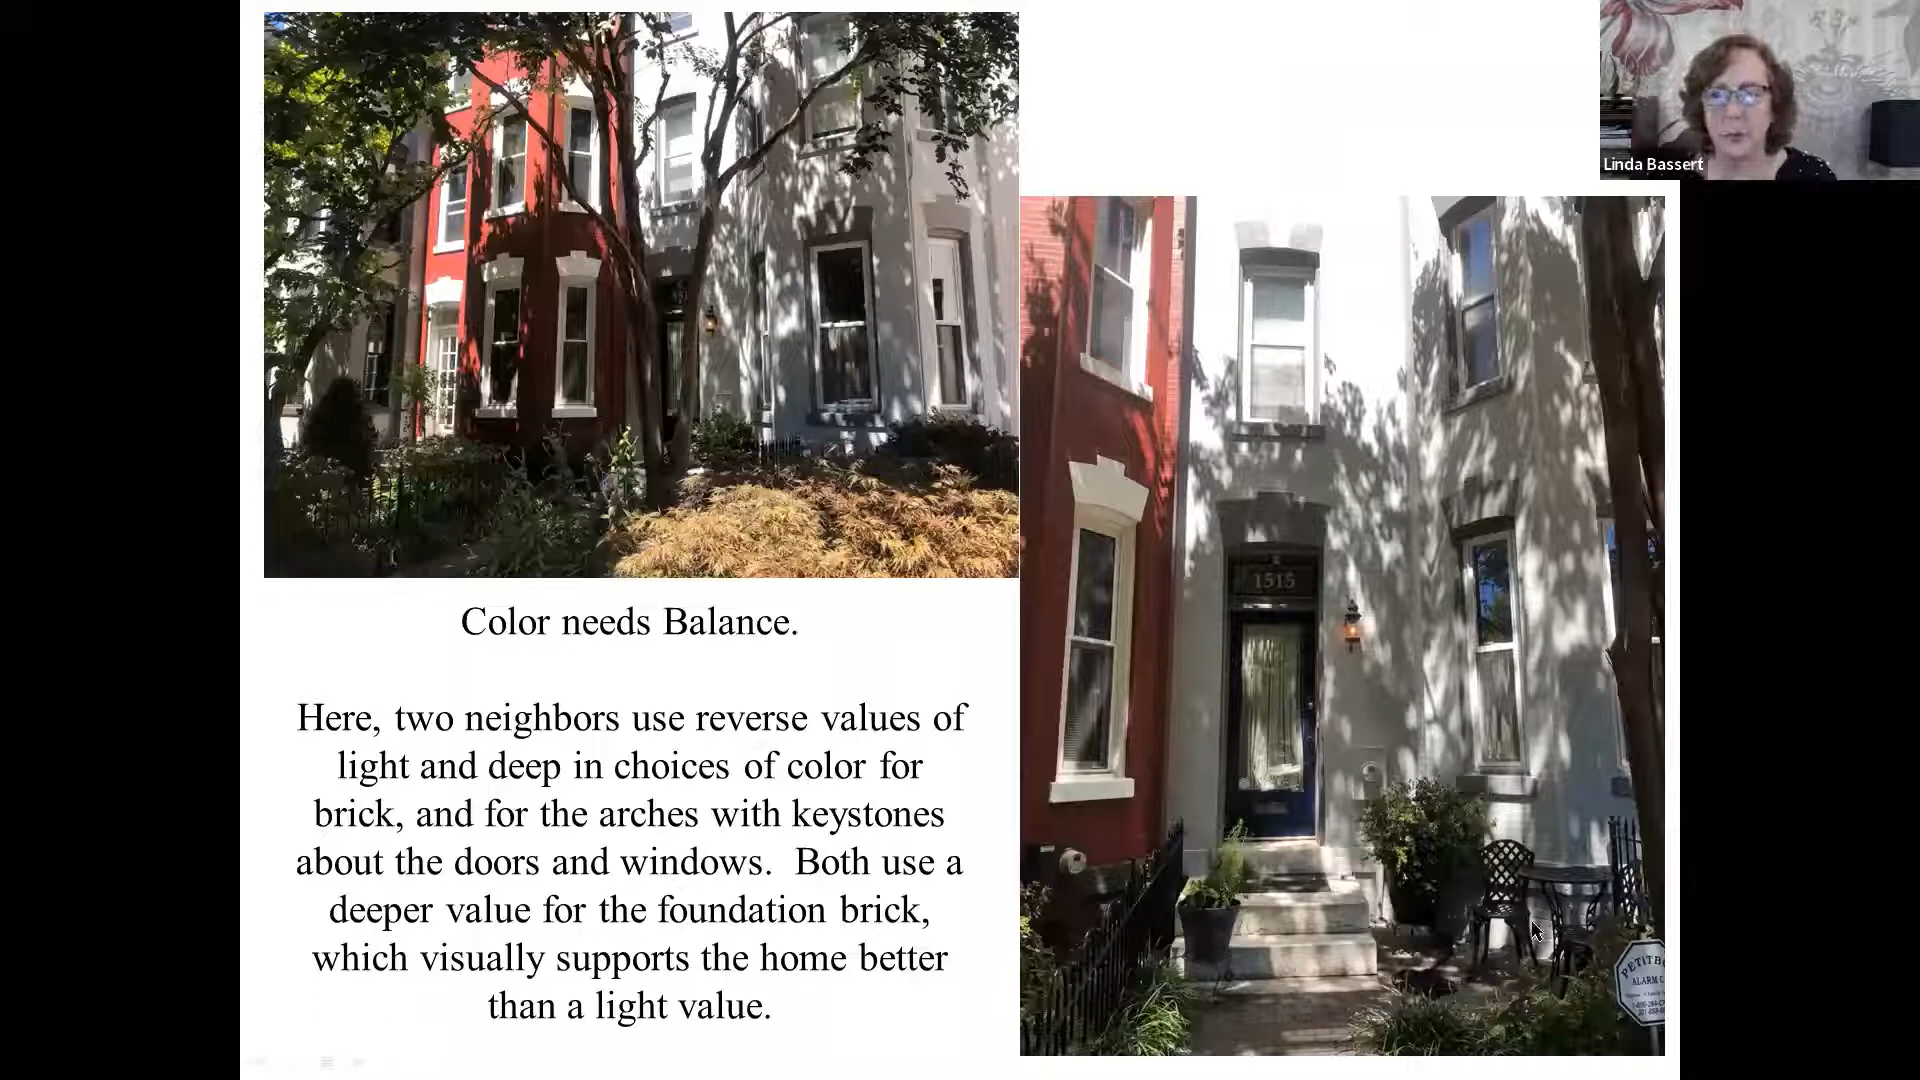 Linda Bassert
1515
Color needs Balance.
Here, two neighbors use reverse values of
light and deep in choices of color for
brick, and for the arches with keystones
about the doors and windows.  Both use a
deeper value for the foundation brick,
which visually supports the home better
than a light value.
ALARM